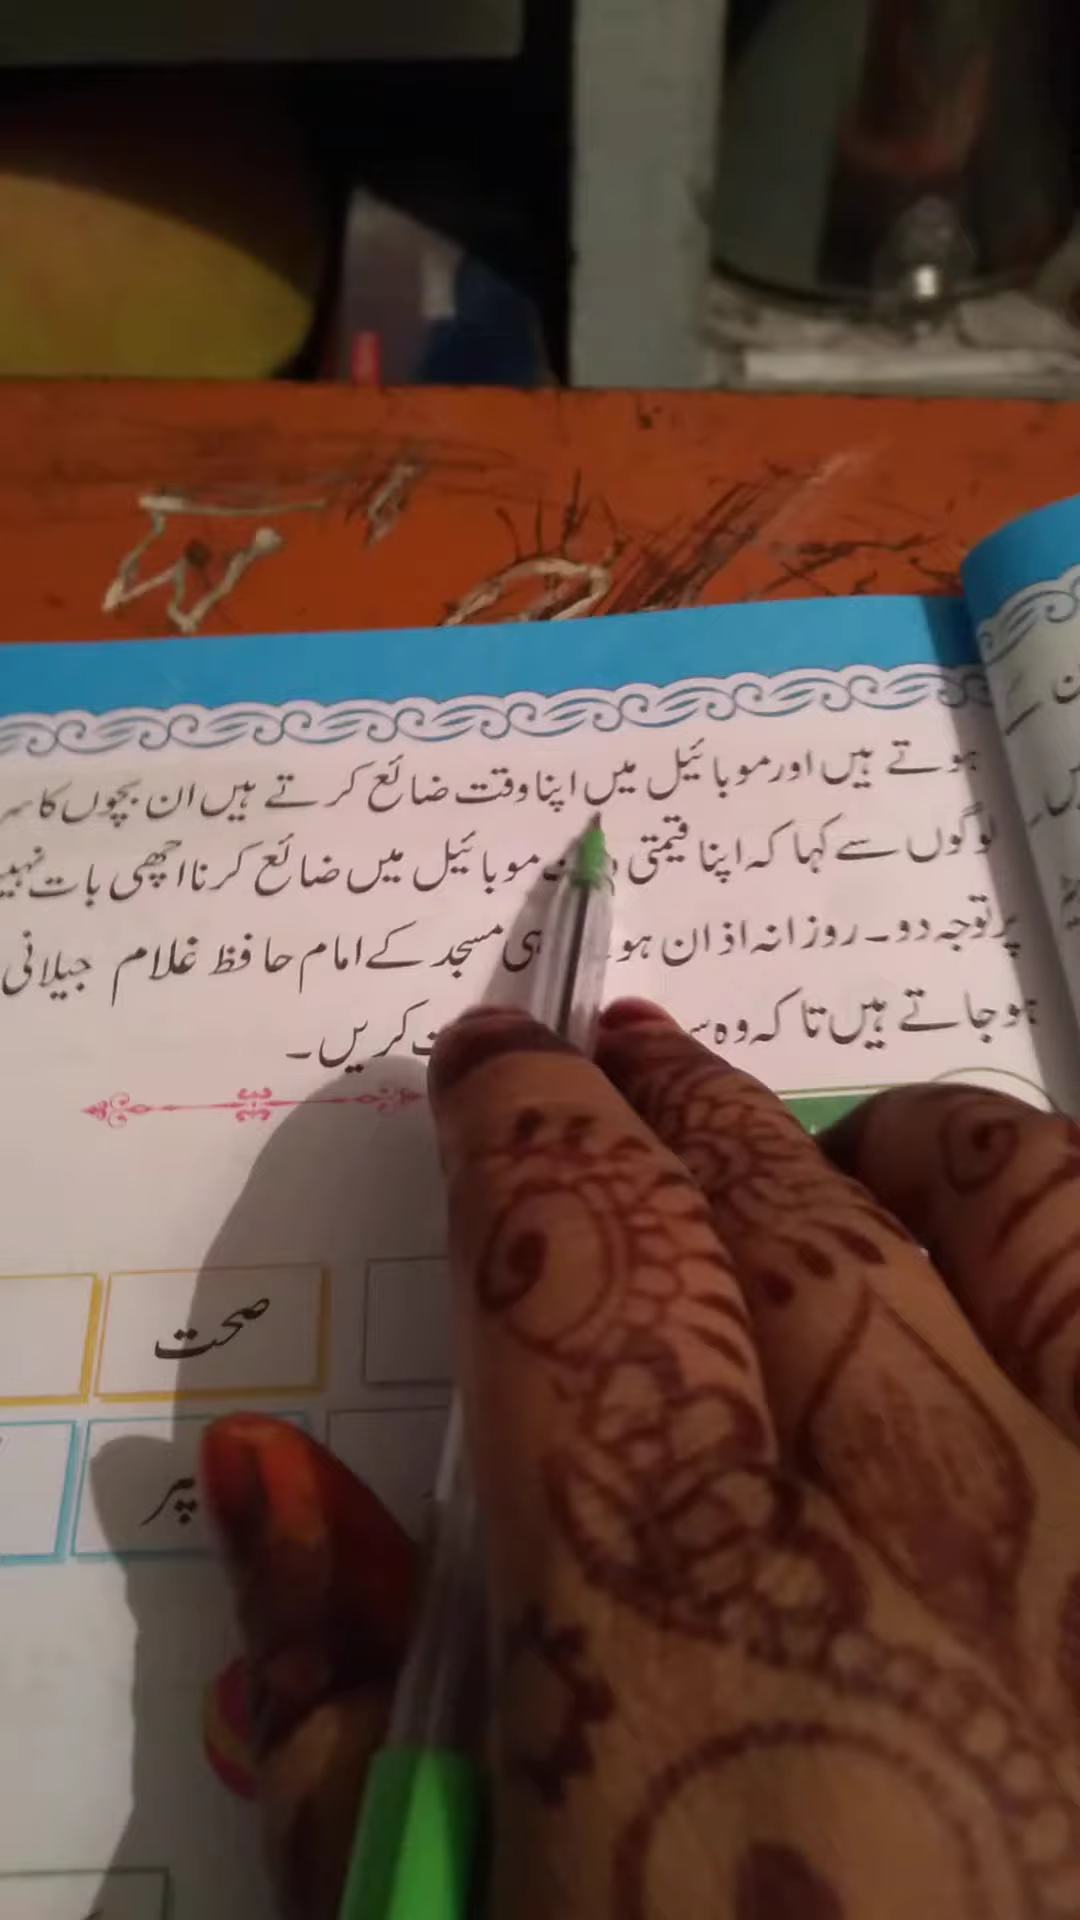 ہوتے ہیں اور موبائیل میں اپنا وقت ضائع کرتے ہیں ان بچوں کا
لوگوں سے کہا کہ اپنا قیمتی موبائیل میں ضائع کرنا اچھی بات نہیں
پر توجہ دو۔ روزانہ اذان ہو ہی مسجد کے امام حافظ غلام جیلانی
ہو جاتے ہیں تا کہ وہ کریں۔
صحت
پر